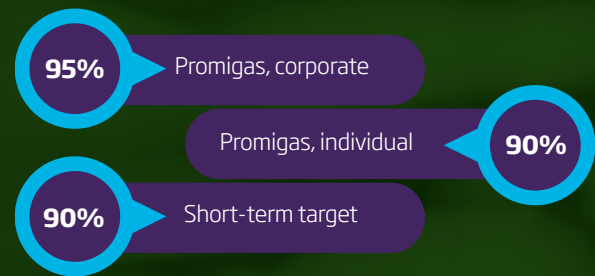 95% Promigas, corporate
Promigas, individual 90%
90% Short-term target